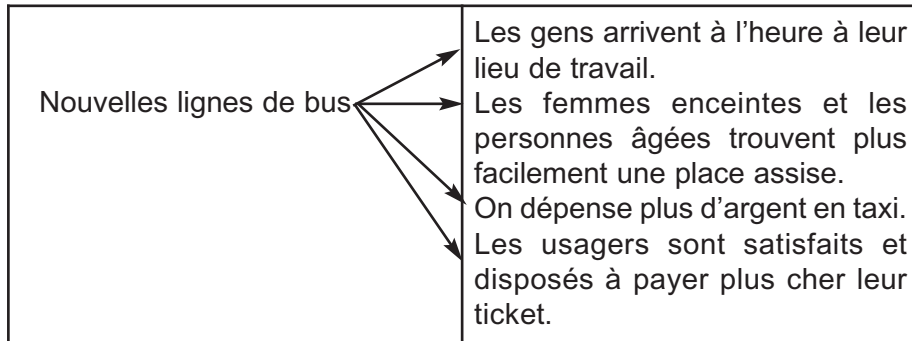 Nouvelles lignes de bus
Les gens arrivent à l’heure à leur
lieu de travail.
Les femmes enceintes et les
personnes âgées trouvent plus
facilement une place assise.
On dépense plus d’argent en taxi.
Les usagers sont satisfaits et
disposés à payer plus cher leur
ticket.